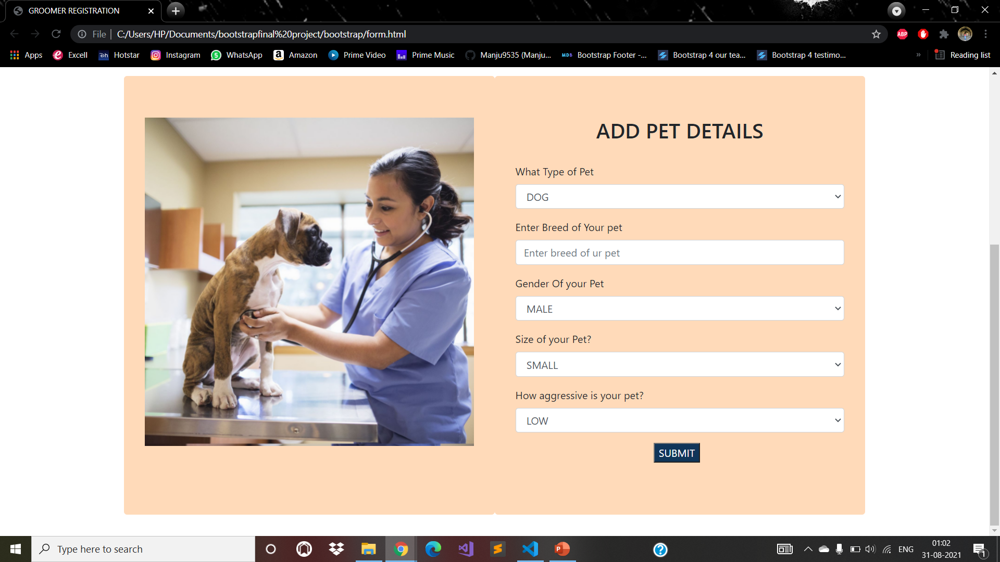 GROOMER REGISTRATION
File | C:/Users/HP/Documents/bootstrapfinal%20project/bootstrap/form.html
ABP
Apps Excell Hotstar Instagram WhatsApp Amazon Prime Video Prime Music Manju9535 (Manju... MDB Bootstrap Footer -... Bootstrap 4 our tea... Bootstrap 4 testimo... » Reading list
ADD PET DETAILS
What Type of Pet
DOG
Enter Breed of Your pet
Enter breed of ur pet
Gender Of your Pet
MALE
Size of your Pet?
SMALL
How aggressive is your pet?
LOW
SUBMIT
Type here to search
ENG
01:02
31-08-2021
1